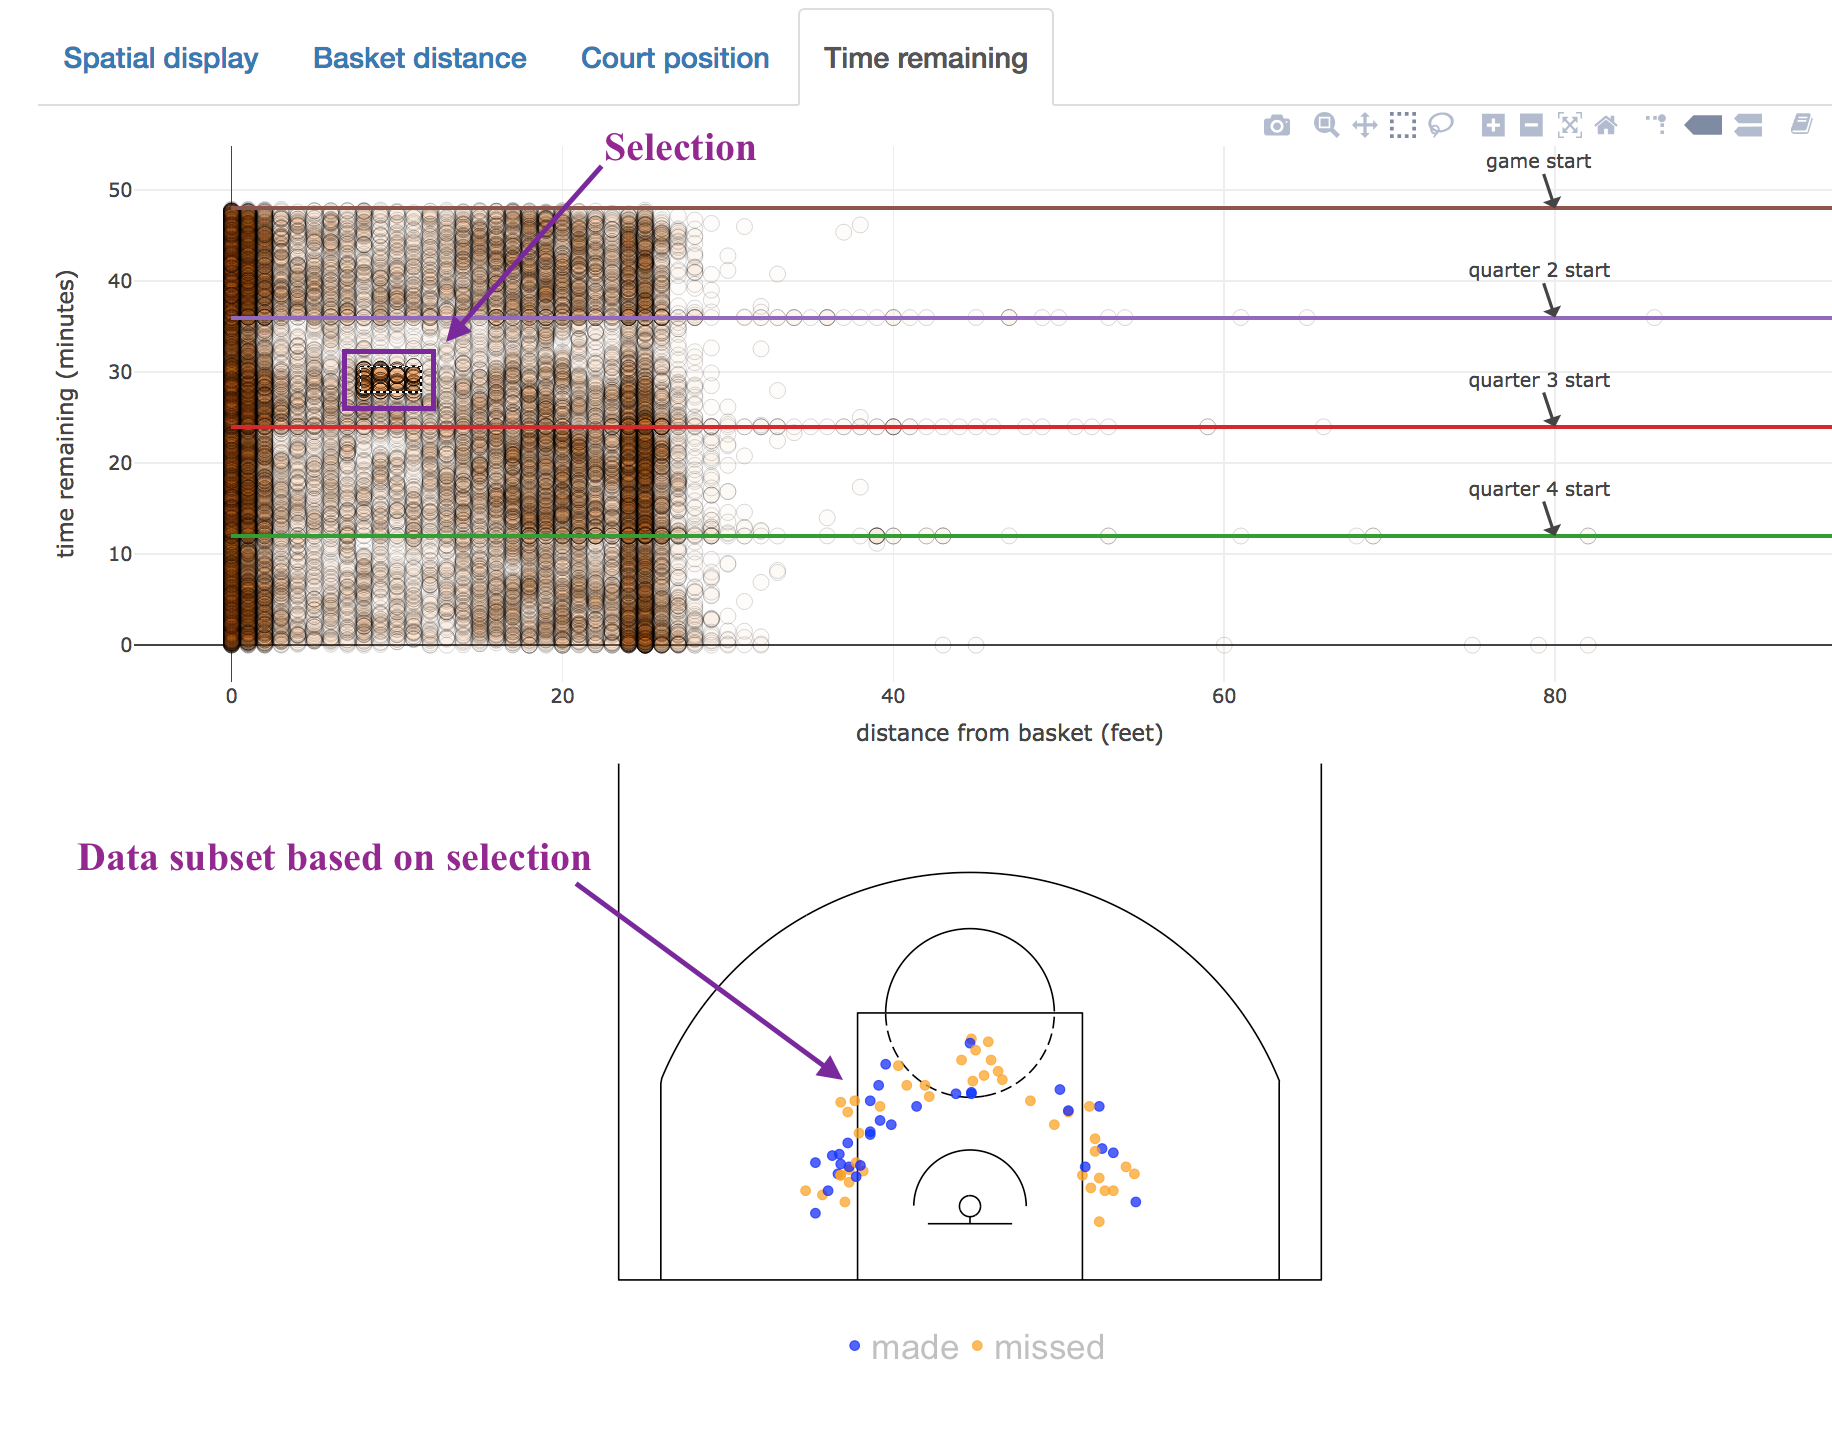 Spatial display Basket distance Court position Time remaining
Selection
game start
50
quarter 2 start
40
quarter 3 start
30
quarter 4 start
20
10
0
time remaining (minutes)
0 20 40 60 80
distance from basket (feet)
Data subset based on selection
made missed